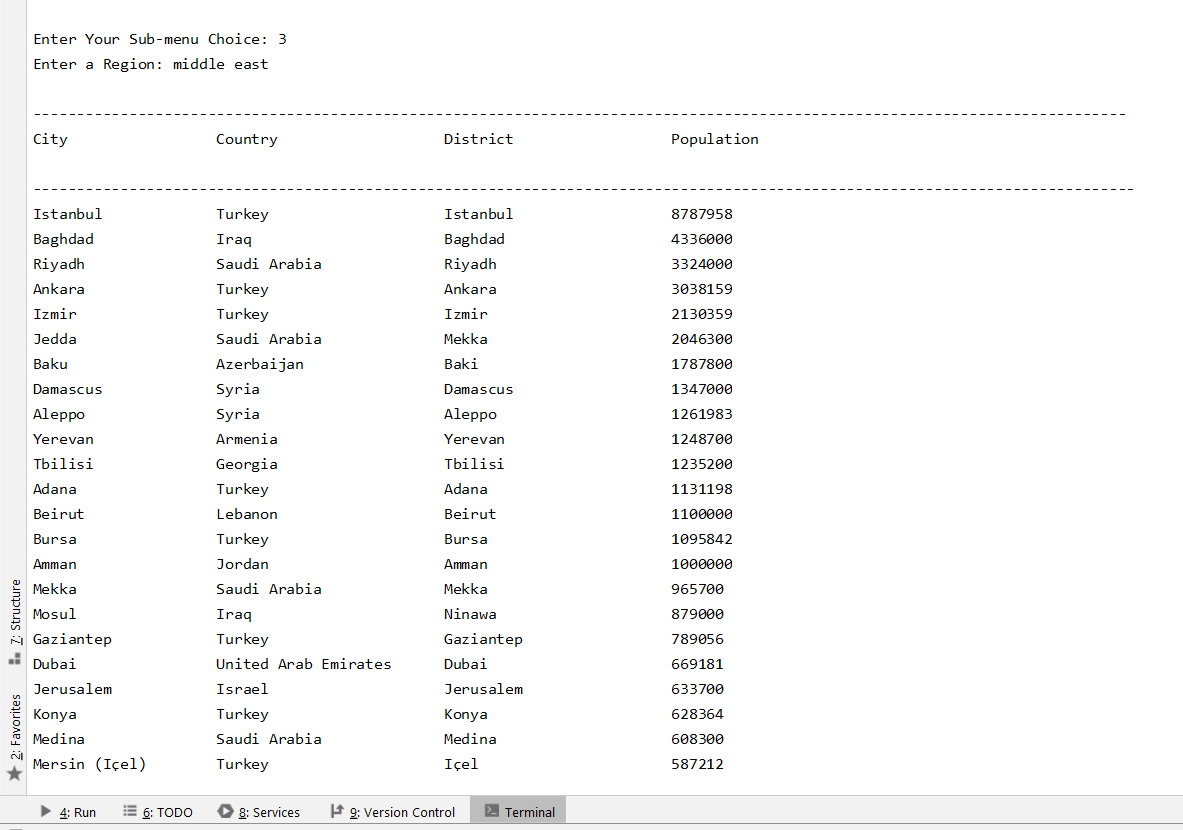 Enter Your Sub-menu Choice: 3
Enter a Region: middle east
-------------------------------------------------------------------------------------------------------------------------------
City Country District Population
--------------------------------------------------------------------------------------------------------------------------------
Istanbul Turkey Istanbul 8787958
Baghdad Iraq Baghdad 4336000
Riyadh Saudi Arabia Riyadh 3324000
Ankara Turkey Ankara 3038159
Izmir Turkey Izmir 2130359
Jedda Saudi Arabia Mekka 2046300
Baku Azerbaijan Baki 1787800
Damascus Syria Damascus 1347000
Aleppo Syria Aleppo 1261983
Yerevan Armenia Yerevan 1248700
Tbilisi Georgia Tbilisi 1235200
Adana Turkey Adana 1131198
Beirut Lebanon Beirut 1100000
Bursa Turkey Bursa 1095842
Amman Jordan Amman 1000000
Mekka Saudi Arabia Mekka 965700
Mosul Iraq Ninawa 879000
Gaziantep Turkey Gaziantep 789056
Dubai United Arab Emirates Dubai 669181
Jerusalem Israel Jerusalem 633700
Konya Turkey Konya 628364
Medina Saudi Arabia Medina 608300
Mersin (Içel) Turkey Içel 587212
7: Structure
2: Favorites
4: Run 6: TODO 8: Services 9: Version Control Terminal